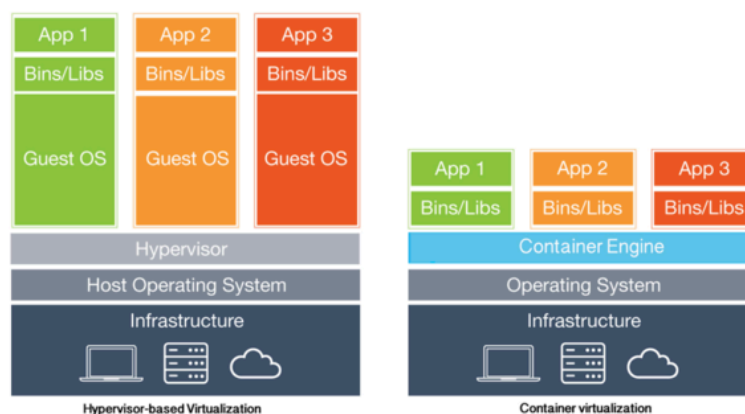 App 1
App 2
App 3
Bins/Libs
Bins/Libs
Bins/Libs
Guest OS
Guest OS
Guest OS
Hypervisor
Host Operating System
Infrastructure
Hypervisor-based Virtualization
App 1
App 2
App 3
Bins/Libs
Bins/Libs
Bins/Libs
Container Engine
Operating System
Infrastructure
Container virtualization